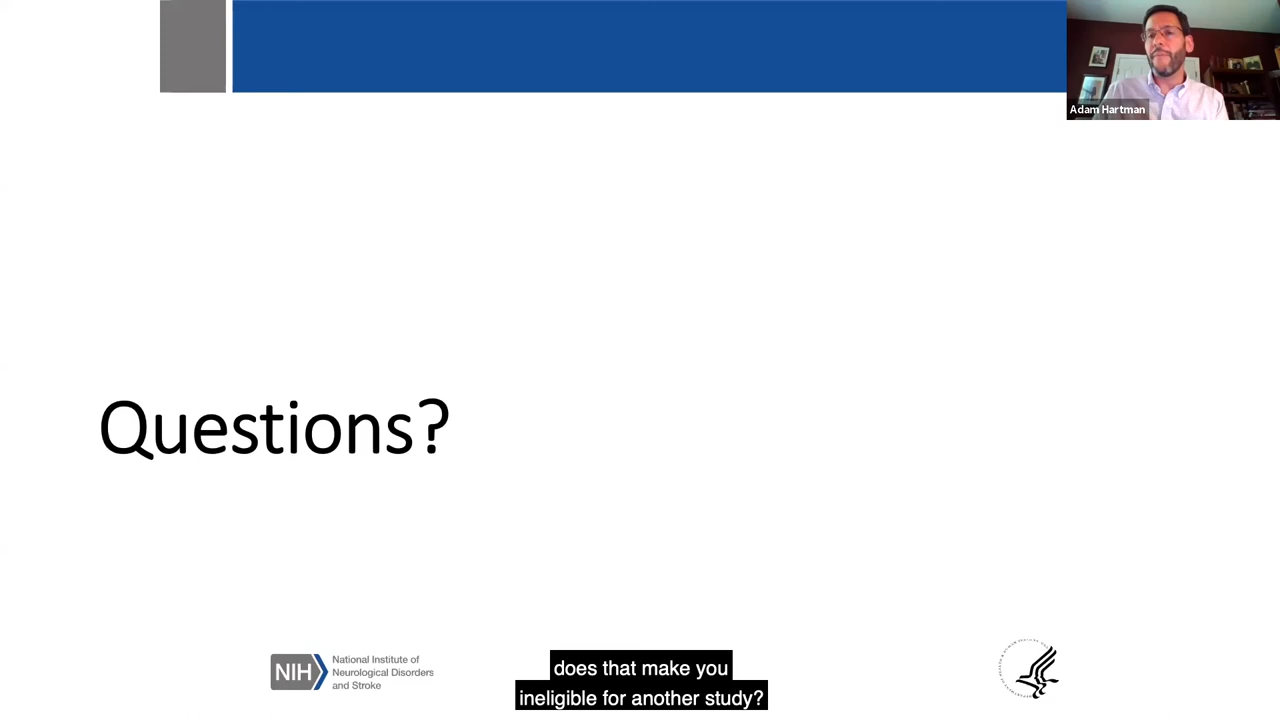 Adam Hartman
Questions?
NIH
National Institute of
Neurological Disorders
and Stroke
does that make you
ineligible for another study?